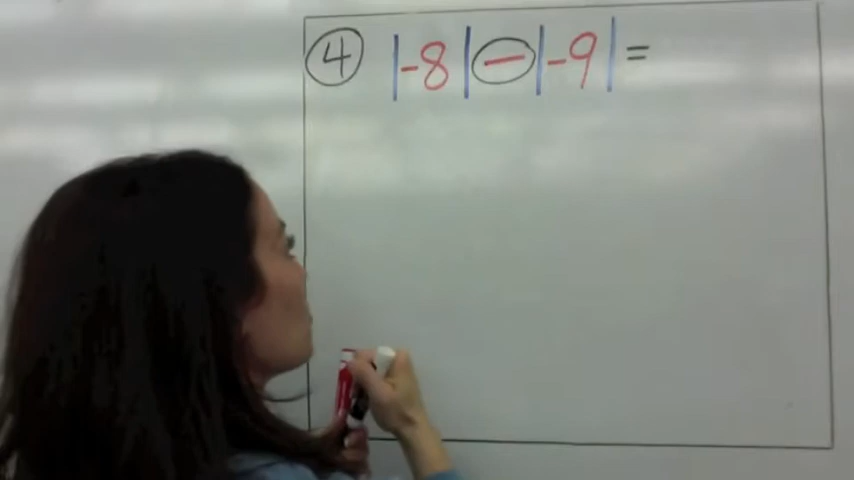 ④ |-8| - |-9| =